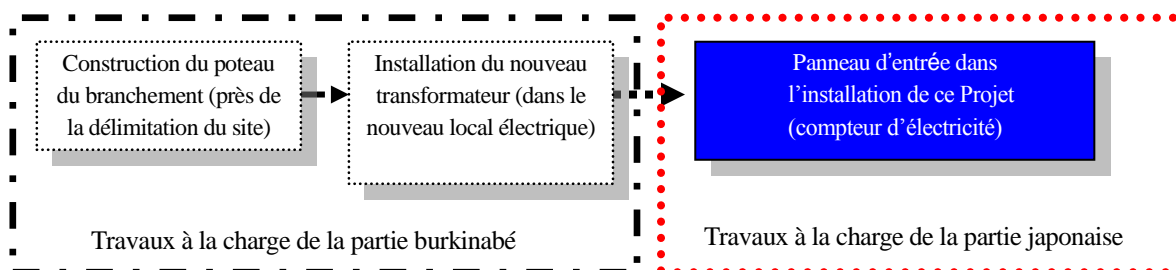 Construction du poteau
du branchement (près de
la délimitation du site)
Installation du nouveau
transformateur (dans le
nouveau local électrique)
Panneau d’entrée dans
l’installation de ce Projet
(compteur d’électricité)
Travaux à la charge de la partie burkinabé
Travaux à la charge de la partie japonaise